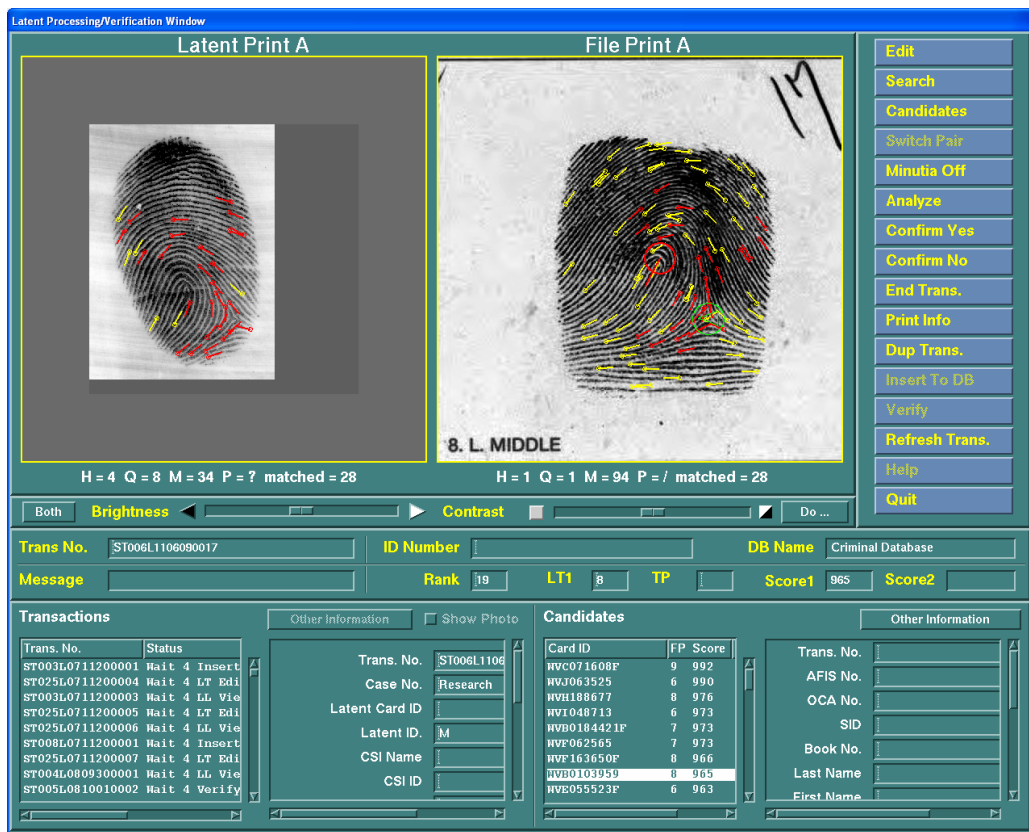 Latent Processing/Verification Window
Latent Print A
File Print A
8. L. MIDDLE
H = 4 Q = 8 M = 34 P = ? matched = 28
H = 1 Q = 1 M = 94 P = / matched = 28
Edit
Search
Candidates
Switch Pair
Minutia Off
Analyze
Confirm Yes
Confirm No
End Trans.
Print Info
Dup Trans.
Insert To DB
Verify
Refresh Trans.
Help
Quit
Both Brightness Contrast Do ...
Trans No. ST006L1106090017 ID Number DB Name Criminal Database
Message Rank 19 LT1 8 TP Score1 965 Score2
Transactions Other Information Show Photo
Trans. No. Status
ST003L0711200001 Wait 4 Insert
ST025L0711200004 Wait 4 LT Edi
ST003L0711200003 Wait 4 LL Vie
ST025L0711200005 Wait 4 LT Edi
ST025L0711200006 Wait 4 LL Vie
ST008L0711200001 Wait 4 Insert
ST025L0711200007 Wait 4 LT Edi
ST004L0809300001 Wait 4 LL Vie
ST005L0810010002 Wait 4 Verify
Trans. No. ST006L1106
Case No. Research
Latent Card ID
Latent ID. M
CSI Name
CSI ID
Candidates Other Information
Card ID FP Score
WVC071608F 9 992
WVJ063525 6 990
WVH188677 8 976
WVI048713 6 973
WVB0184421F 7 973
WVF062565 7 973
WVF163650F 8 966
WVB0103959 8 965
WVE055523F 6 963
Trans. No.
AFIS No.
OCA No.
SID
Book No.
Last Name
First Name